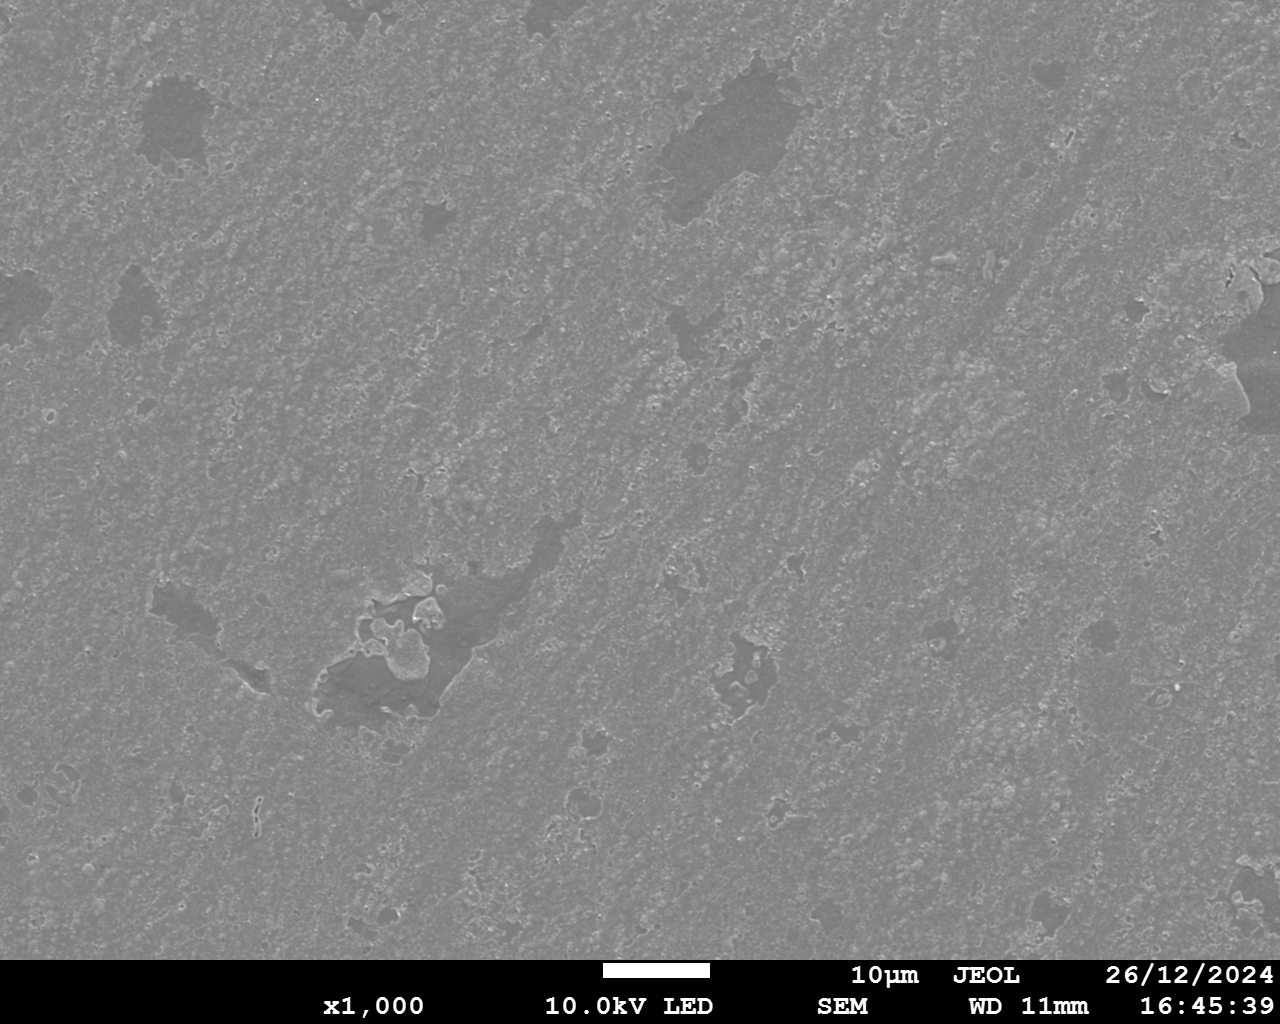 10µm JEOL 26/12/2024
x1,000 10.0kV LED SEM WD 11mm 16:45:39